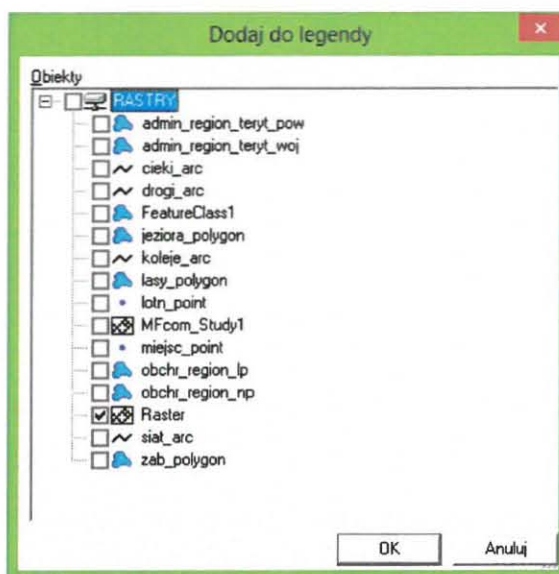 Dodaj do legendy
Obiekty
RASTRY
admin_region_teryt_pow
admin_region_teryt_woj
cieki_arc
drogi_arc
FeatureClass1
jeziora_polygon
koleje_arc
lasy_polygon
lotn_point
MFcom_Study1
miejsc_point
obchr_region_lp
obchr_region_np
Raster
siat_arc
zab_polygon
OK Anuluj